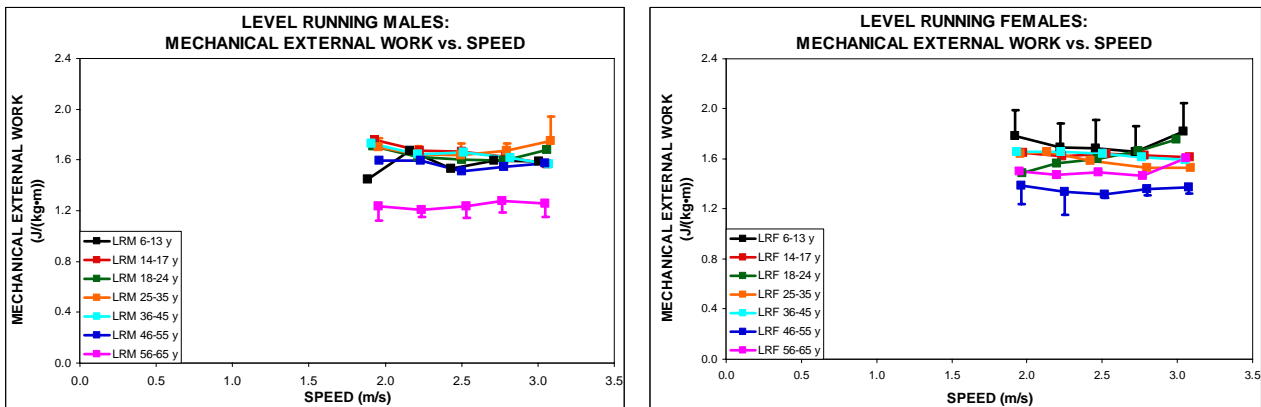 LEVEL RUNNING MALES:
MECHANICAL EXTERNAL WORK vs. SPEED
MECHANICAL EXTERNAL WORK
(J/(kg•m))
2.4
2.0
1.6
1.2
0.8
0.4
0.0
LRM 6-13 y
LRM 14-17 y
LRM 18-24 y
LRM 25-35 y
LRM 36-45 y
LRM 46-55 y
LRM 56-65 y
0.0 0.5 1.0 1.5 2.0 2.5 3.0 3.5
SPEED (m/s)
LEVEL RUNNING FEMALES:
MECHANICAL EXTERNAL WORK vs. SPEED
MECHANICAL EXTERNAL WORK
(J/(kg•m))
2.4
2.0
1.6
1.2
0.8
0.4
0.0
LRF 6-13 y
LRF 14-17 y
LRF 18-24 y
LRF 25-35 y
LRF 36-45 y
LRF 46-55 y
LRF 56-65 y
0.0 0.5 1.0 1.5 2.0 2.5 3.0 3.5
SPEED (m/s)